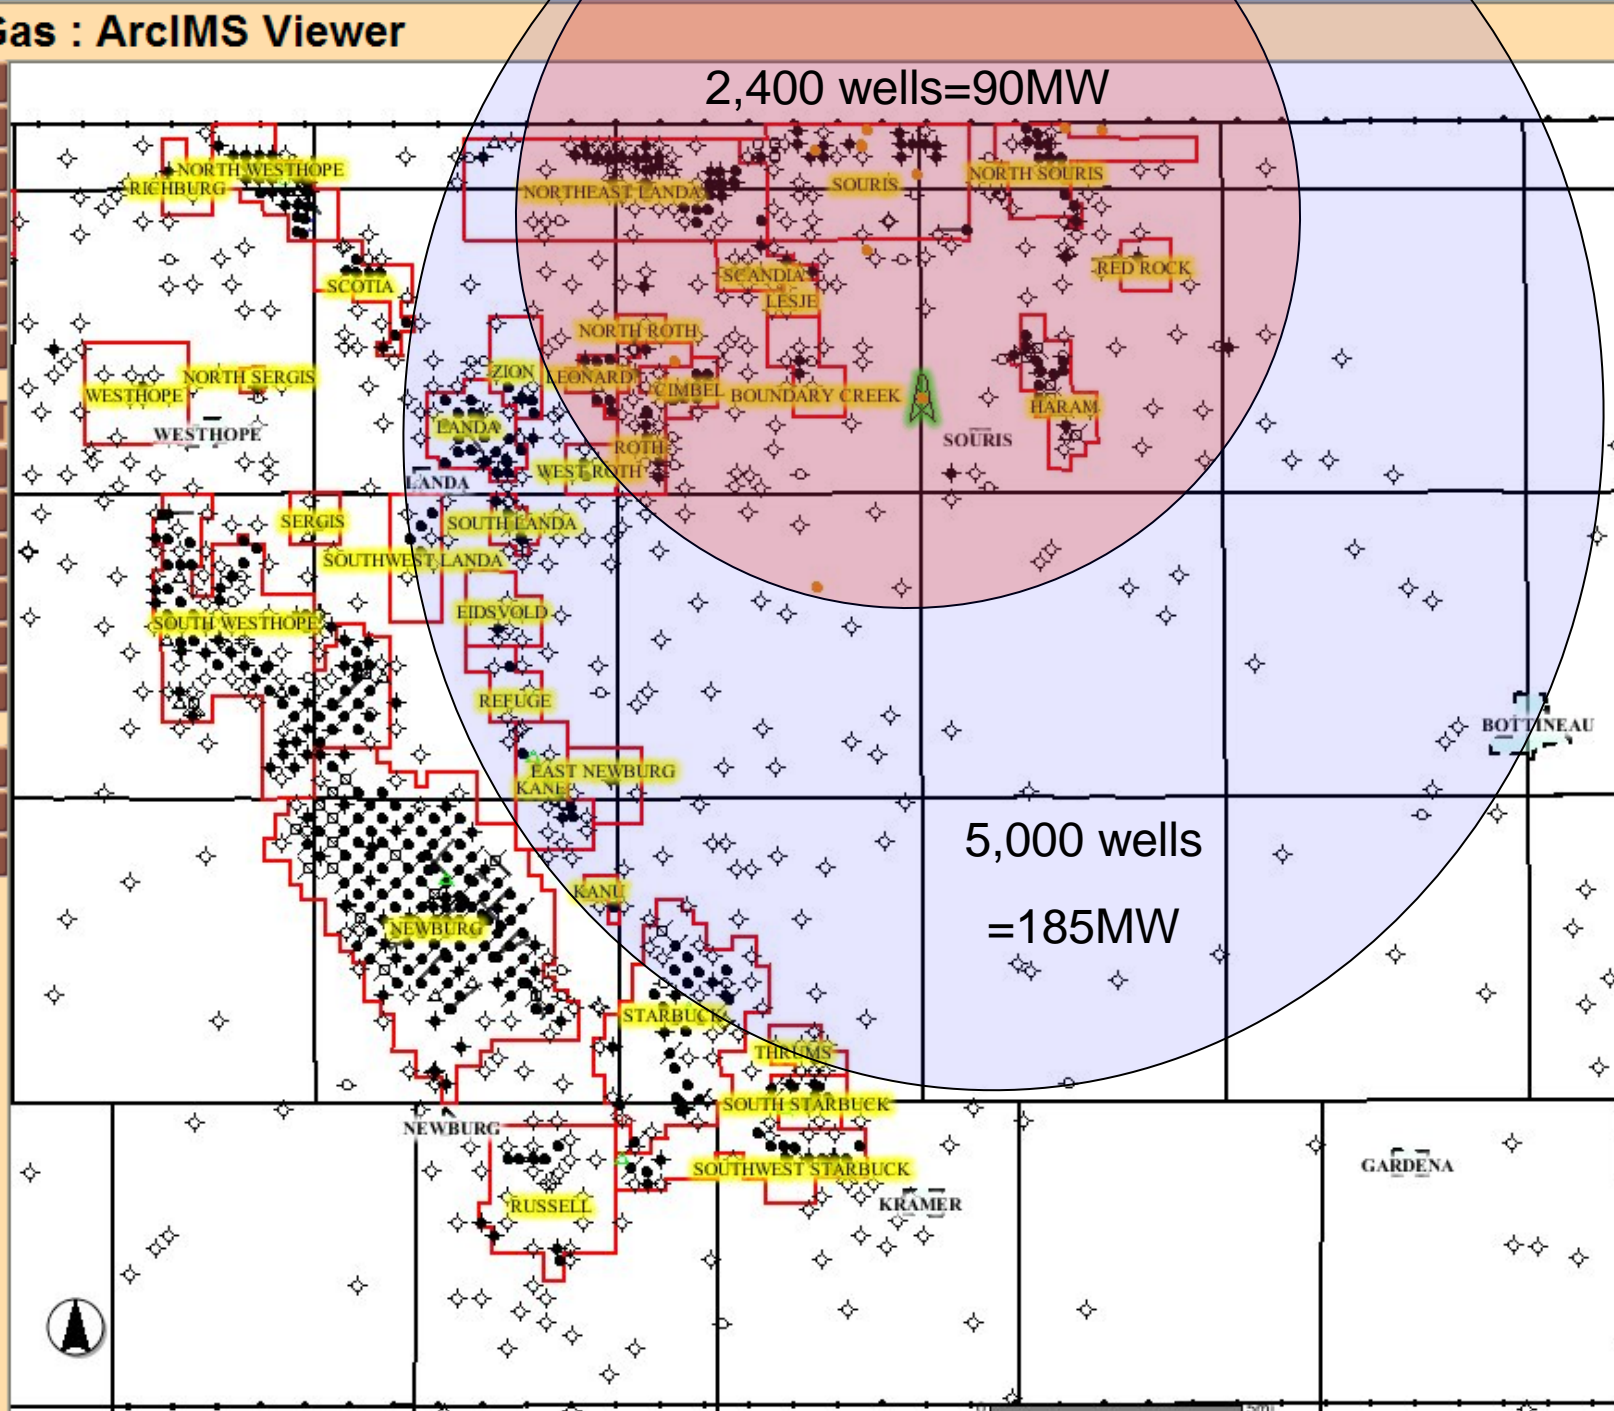 Gas : ArcIMS Viewer
2,400 wells=90MW
NORTH WESTHOPE
RICHBURG
NORTHEAST LANDA
SOURIS
NORTH SOURIS
SCOTIA
SCANDIA
RED ROCK
LESJE
NORTH ROTH
ZION
LEONARD
NORTH SERGIS
WESTHOPE
CIMBEL
BOUNDARY CREEK
HARAM
LANDA
WESTHOPE
SOURIS
ROTH
WEST ROTH
LANDA
SERGIS
SOUTH LANDA
SOUTHWEST LANDA
EIDSVOLD
SOUTH WESTHOPE
REFUGE
BOTTINEAU
EAST NEWBURG
KANE
5,000 wells
KANU
NEWBURG
=185MW
STARBUCK
THRUMS
SOUTH STARBUCK
NEWBURG
SOUTHWEST STARBUCK
GARDENA
RUSSELL
KRAMER